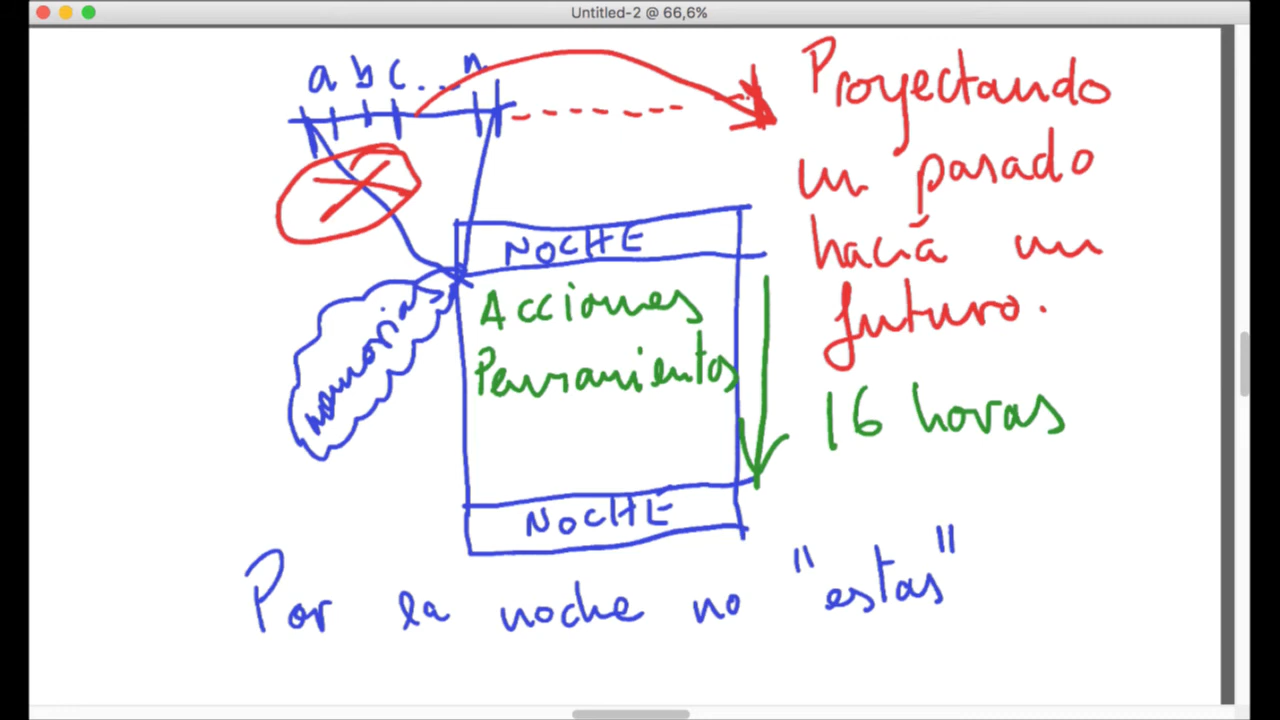 Untitled-2 @ 66,6%
a b c ... n
Proyectando
un pasado
hacia un
futuro.
NOCHE
memoria
Acciones
Pensamientos
16 horas
NOCHE
Por la noche no "estas"